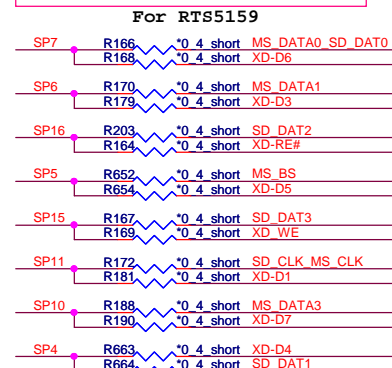 For RTS5159
SP7 R166 *0_4_short MS_DATA0_SD_DAT0
R168 *0_4_short XD-D6
SP6 R170 *0_4_short MS_DATA1
R179 *0_4_short XD-D3
SP16 R203 *0_4_short SD_DAT2
R164 *0_4_short XD-RE#
SP5 R652 *0_4_short MS_BS
R654 *0_4_short XD-D5
SP15 R167 *0_4_short SD_DAT3
R169 *0_4_short XD_WE
SP11 R172 *0_4_short SD_CLK_MS_CLK
R181 *0_4_short XD-D1
SP10 R188 *0_4_short MS_DATA3
R190 *0_4_short XD-D7
SP4 R663 *0_4_short XD-D4
R664 *0_4_short SD_DAT1